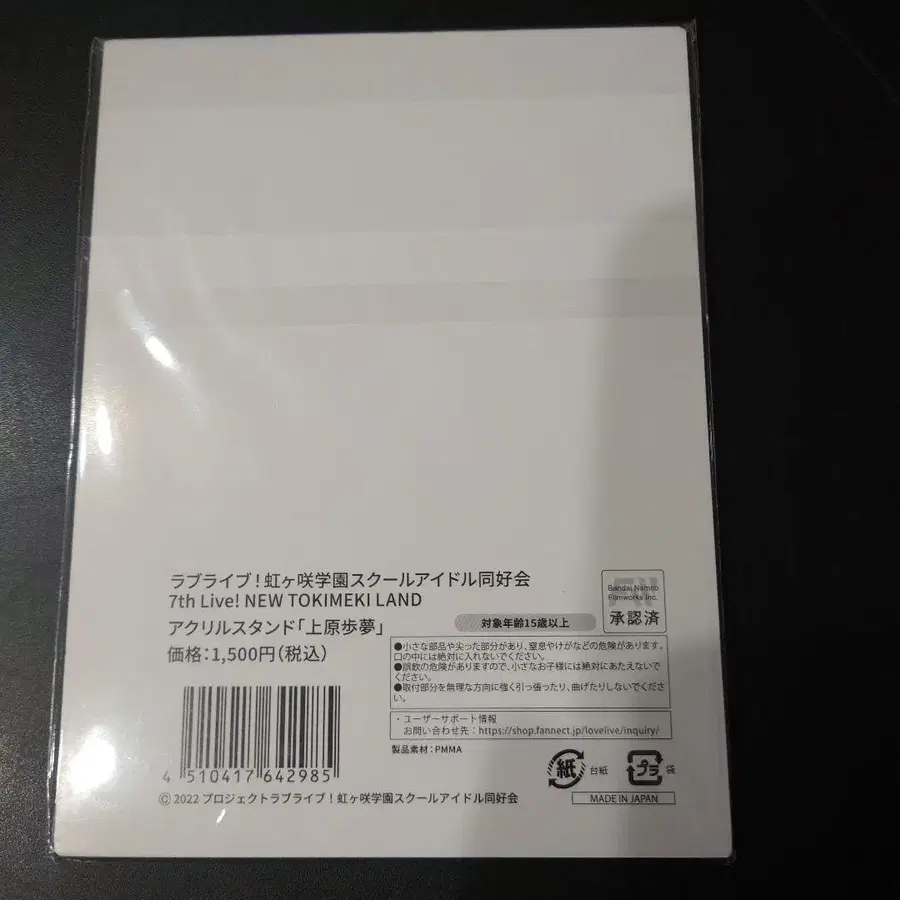 ラブライブ！虹ヶ咲学園スクールアイドル同好会
7th Live! NEW TOKIMEKI LAND
アクリルスタンド「上原歩夢」
価格：1,500円（税込）
対象年齢15歳以上
Bandai Namco
Filmworks Inc.
承認済
●小さな部品や尖った部分があり、窒息やけがなどの危険があります。
口の中には絶対に入れないでください。
●誤飲の危険がありますので、小さなお子様には絶対にあたえないで
ください。
●取付部分を無理な方向に強く引っ張ったり、曲げたりしないでくださ
い。
・ユーザーサポート情報
お問い合わせ先：https://shop.fannect.jp/lovelive/inquiry/
製品素材：PMMA
紙 台紙
プラ 袋
MADE IN JAPAN
4 510417 642985
© 2022 プロジェクトラブライブ！虹ヶ咲学園スクールアイドル同好会